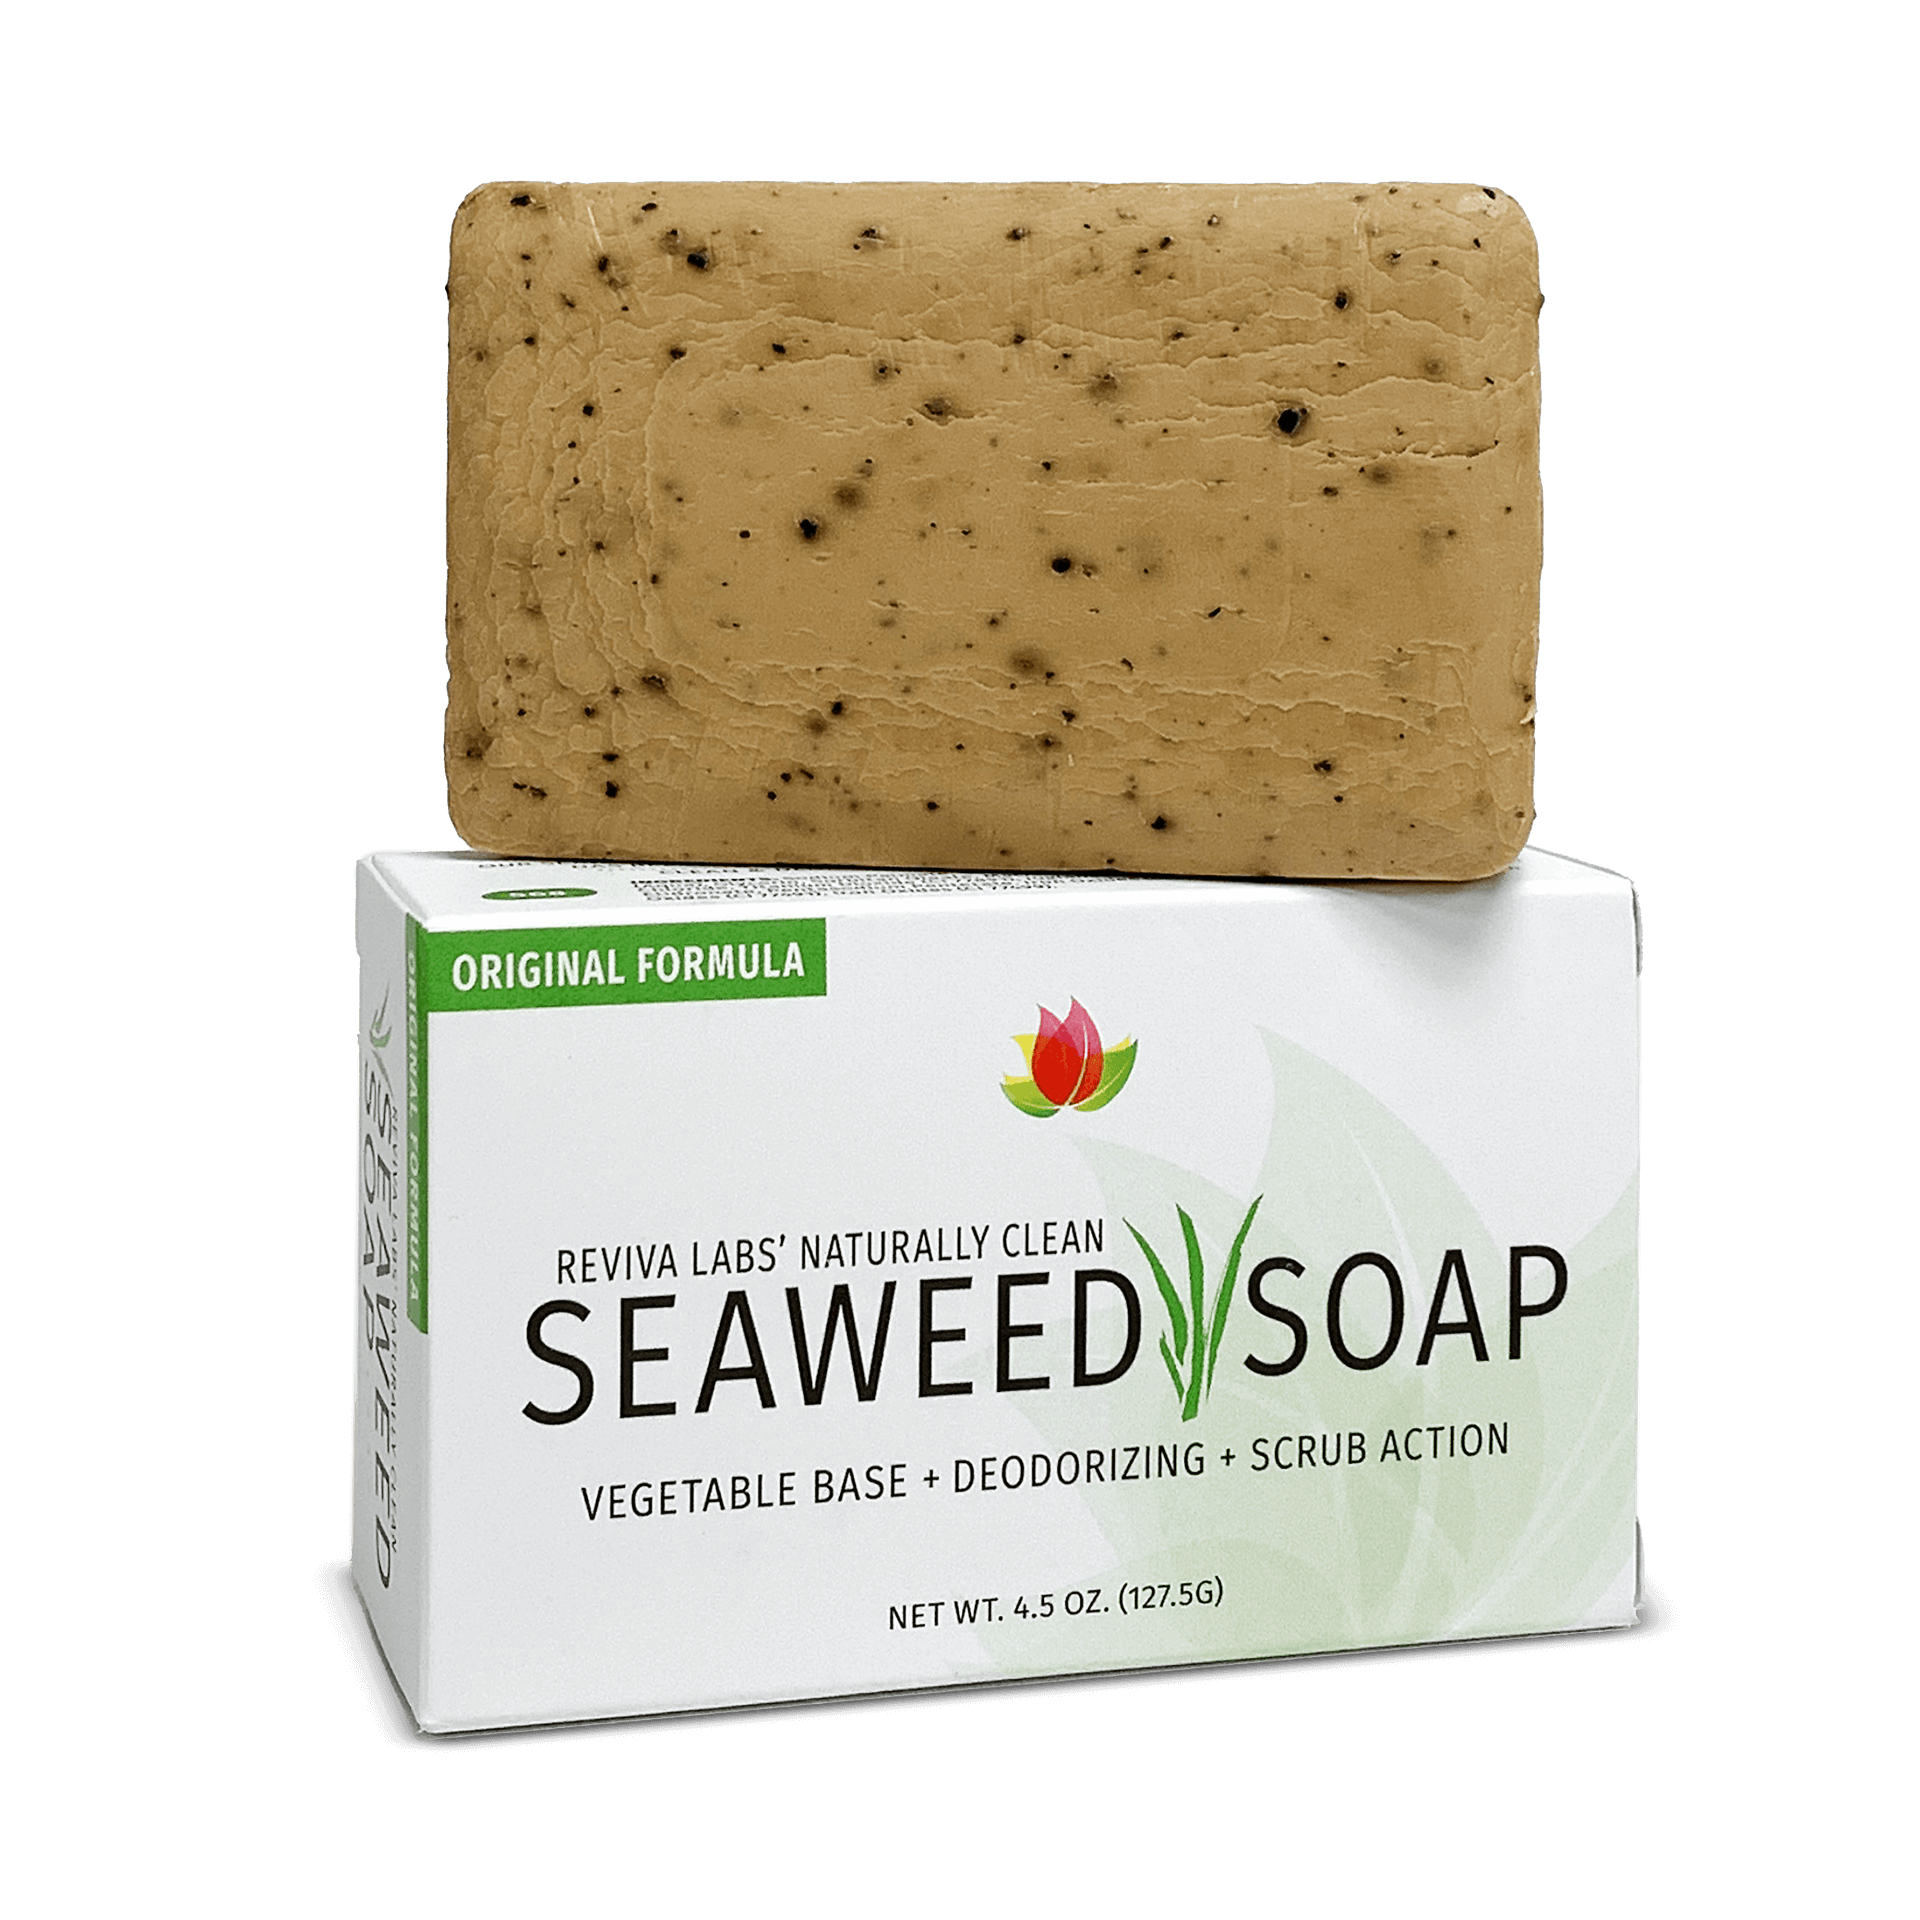 INGREDIENTS:
ORIGINAL FORMULA
REVIVA LABS' NATURALLY CLEAN
SEAWEED SOAP
VEGETABLE BASE + DEODORIZING + SCRUB ACTION
NET WT. 4.5 OZ. (127.5G)
ORIGINAL FORMULA
REVIVA LABS' NATURALLY CLEAN
SEAWEED
SOAP